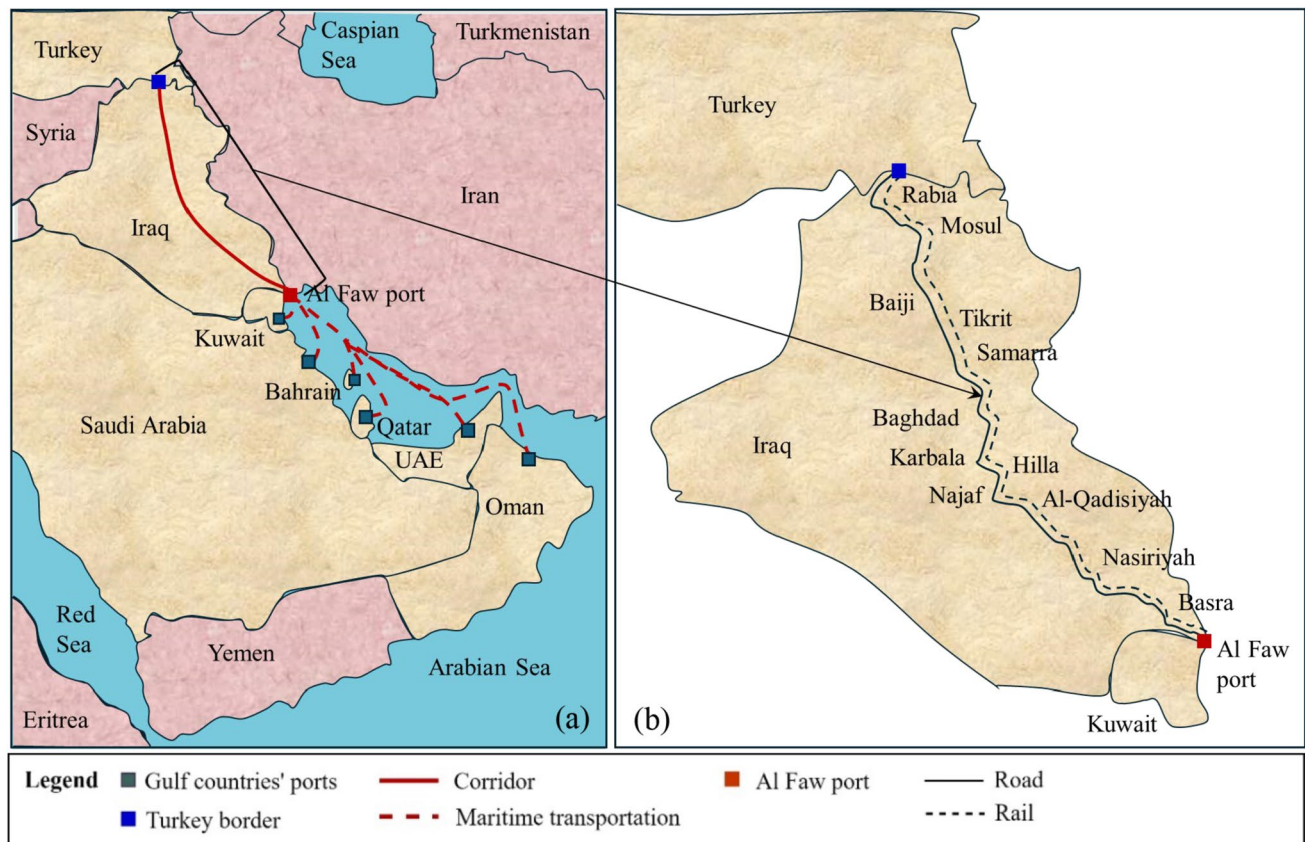 Turkey
Caspian
Sea
Turkmenistan
Syria
Iran
Iraq
Al Faw port
Kuwait
Bahrain
Saudi Arabia
Qatar
UAE
Oman
Red
Sea
Yemen
Arabian Sea
Eritrea
(a)
Turkey
Rabia
Mosul
Baiji
Tikrit
Samarra
Baghdad
Iraq
Karbala
Hilla
Najaf
Al-Qadisiyah
Nasiriyah
Basra
Al Faw
port
Kuwait
(b)
Legend
Gulf countries' ports
Corridor
Al Faw port
Road
Turkey border
Maritime transportation
Rail